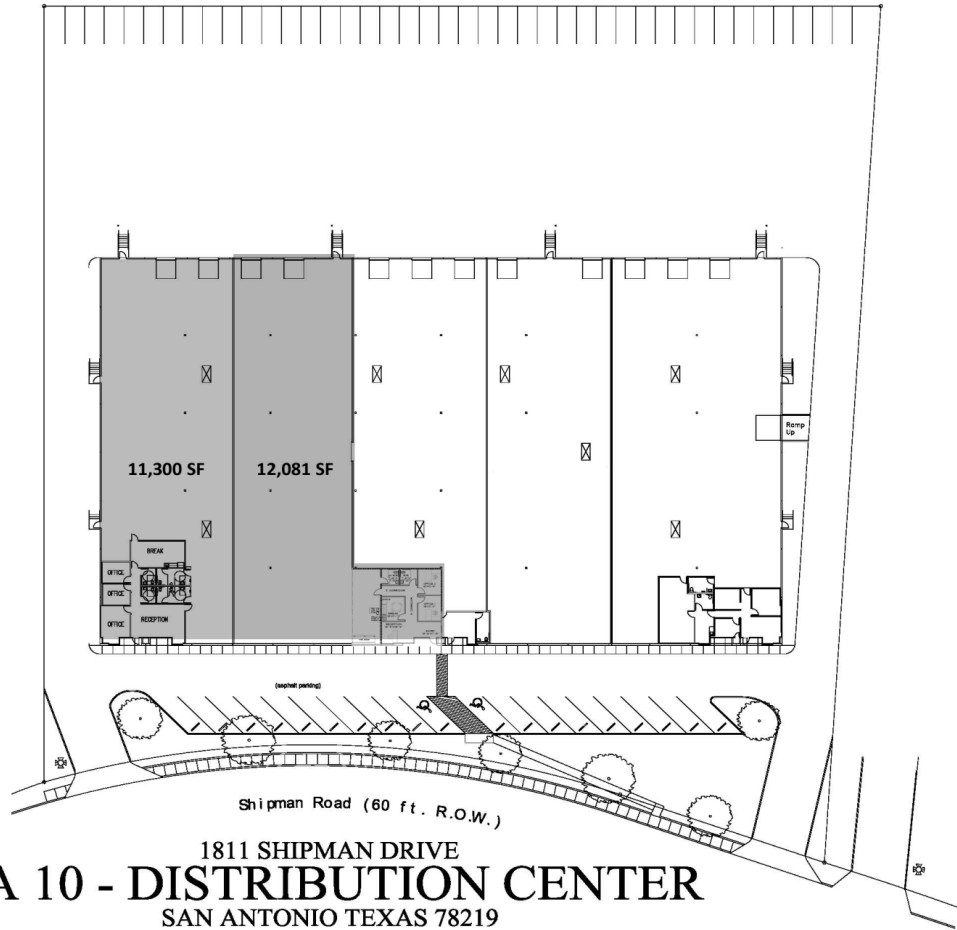 Ramp
Up
11,300 SF
12,081 SF
BREAK
OFFICE
OFFICE
OFFICE
RECEPTION
(asphalt parking)
Shipman Road (60 ft. R.O.W.)
1811 SHIPMAN DRIVE
A 10 - DISTRIBUTION CENTER
SAN ANTONIO TEXAS 78219